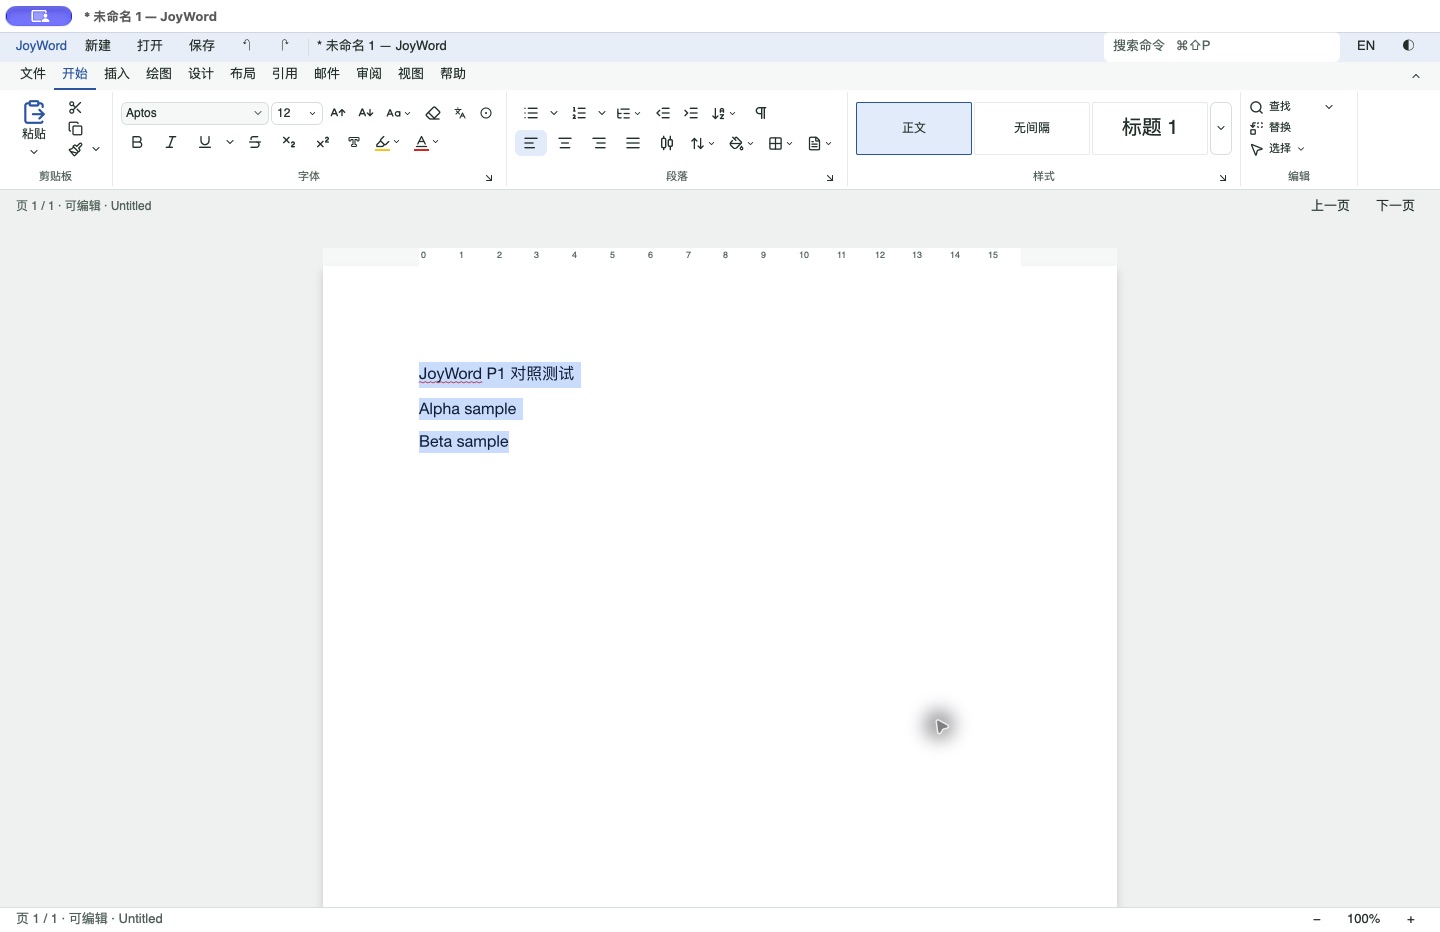 * 未命名 1 — JoyWord
JoyWord 新建 打开 保存 * 未命名 1 — JoyWord 搜索命令 ⌘⇧P EN
文件 开始 插入 绘图 设计 布局 引用 邮件 审阅 视图 帮助
粘贴
剪贴板
Aptos 12
字体
段落
正文 无间隔 标题 1
样式
查找
替换
选择
编辑
页 1 / 1 · 可编辑 · Untitled 上一页 下一页
0 1 2 3 4 5 6 7 8 9 10 11 12 13 14 15
JoyWord P1 对照测试
Alpha sample
Beta sample
页 1 / 1 · 可编辑 · Untitled − 100% +